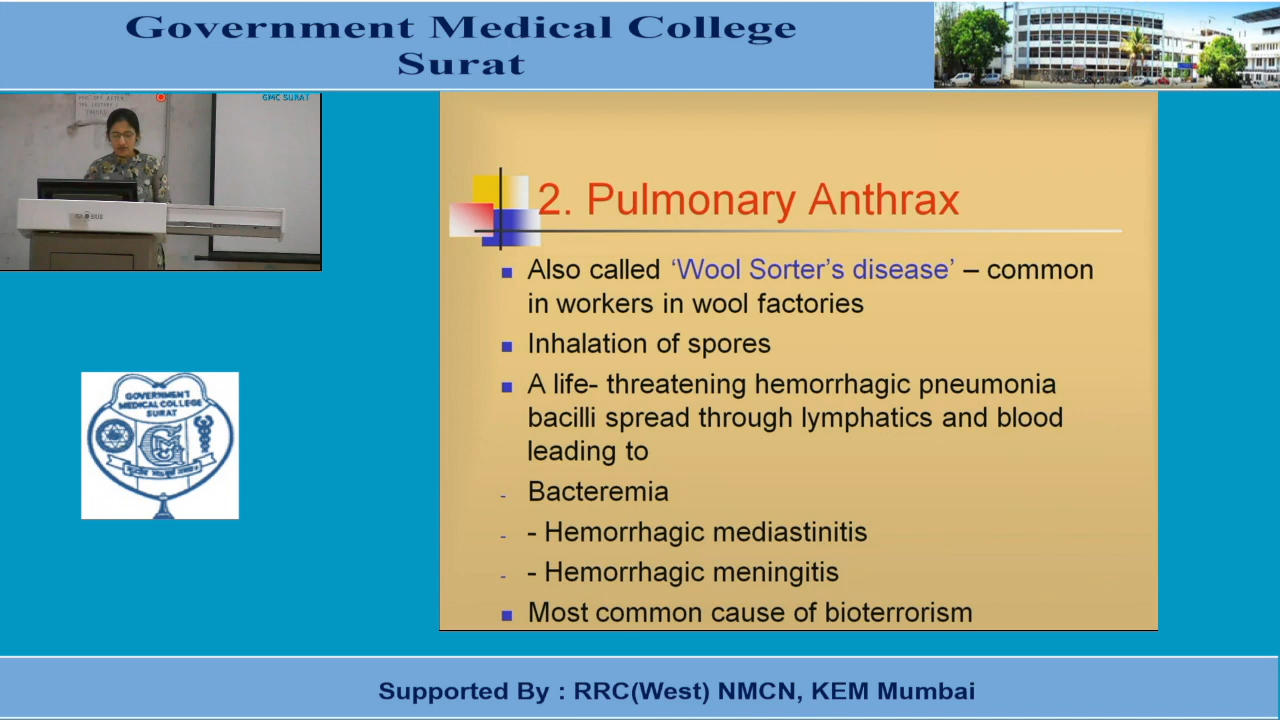 Government Medical College
Surat
GMC SURAT
2. Pulmonary Anthrax
Also called ‘Wool Sorter’s disease’ – common
in workers in wool factories
Inhalation of spores
A life- threatening hemorrhagic pneumonia
bacilli spread through lymphatics and blood
leading to
- Bacteremia
- - Hemorrhagic mediastinitis
- - Hemorrhagic meningitis
Most common cause of bioterrorism
GOVERNMENT
MEDICAL COLLEGE
SURAT
Supported By : RRC(West) NMCN, KEM Mumbai